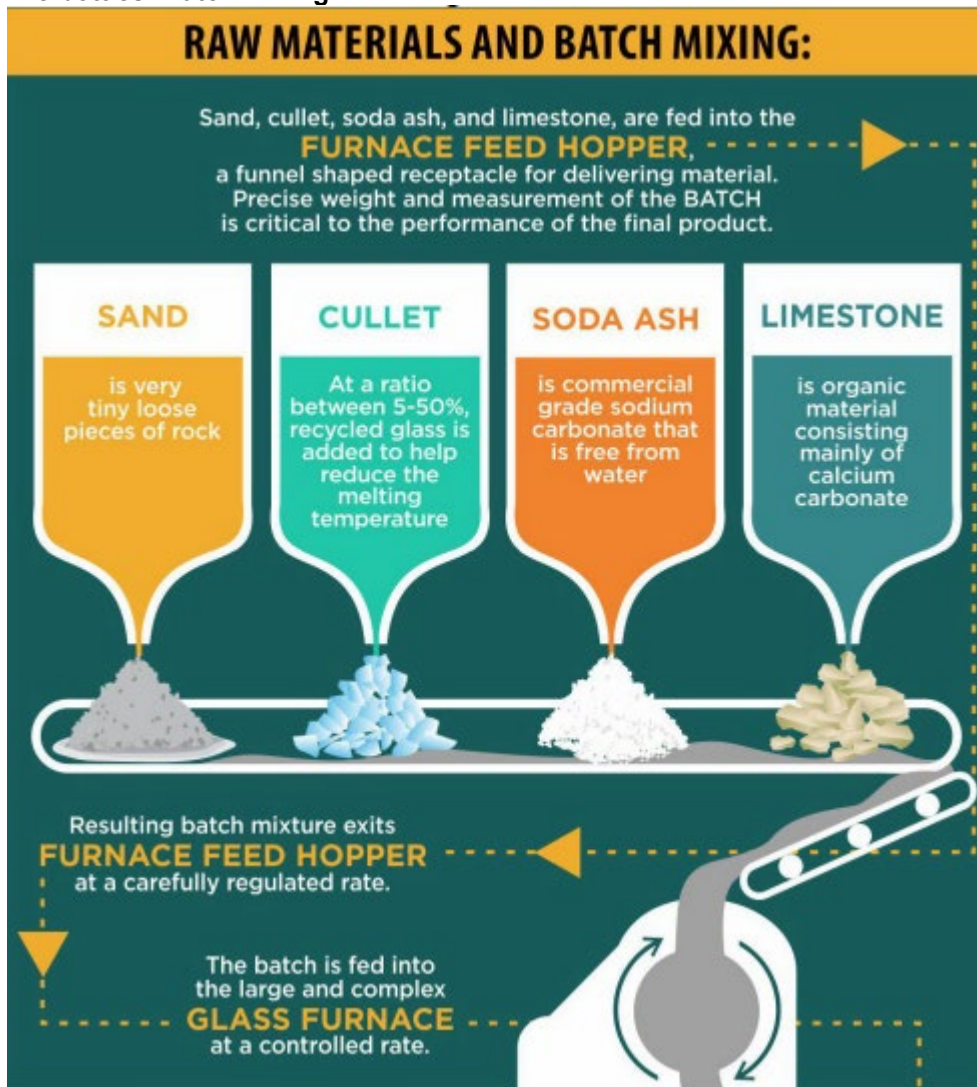 RAW MATERIALS AND BATCH MIXING:
Sand, cullet, soda ash, and limestone, are fed into the
FURNACE FEED HOPPER,
a funnel shaped receptacle for delivering material.
Precise weight and measurement of the BATCH
is critical to the performance of the final product.
SAND
is very
tiny loose
pieces of rock
CULLET
At a ratio
between 5-50%,
recycled glass is
added to help
reduce the
melting
temperature
SODA ASH
is commercial
grade sodium
carbonate that
is free from
water
LIMESTONE
is organic
material
consisting
mainly of
calcium
carbonate
Resulting batch mixture exits
FURNACE FEED HOPPER
at a carefully regulated rate.
The batch is fed into
the large and complex
GLASS FURNACE
at a controlled rate.